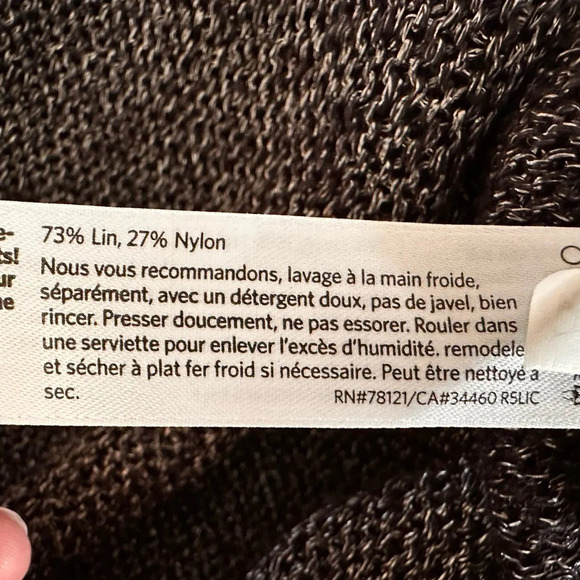 73% Lin, 27% Nylon
Nous vous recommandons, lavage à la main froide,
séparément, avec un détergent doux, pas de javel, bien
rincer. Presser doucement, ne pas essorer. Rouler dans
une serviette pour enlever l'excès d'humidité. remodele
et sécher à plat fer froid si nécessaire. Peut être nettoyé a
sec.
RN#78121/CA#34460 R5LIC